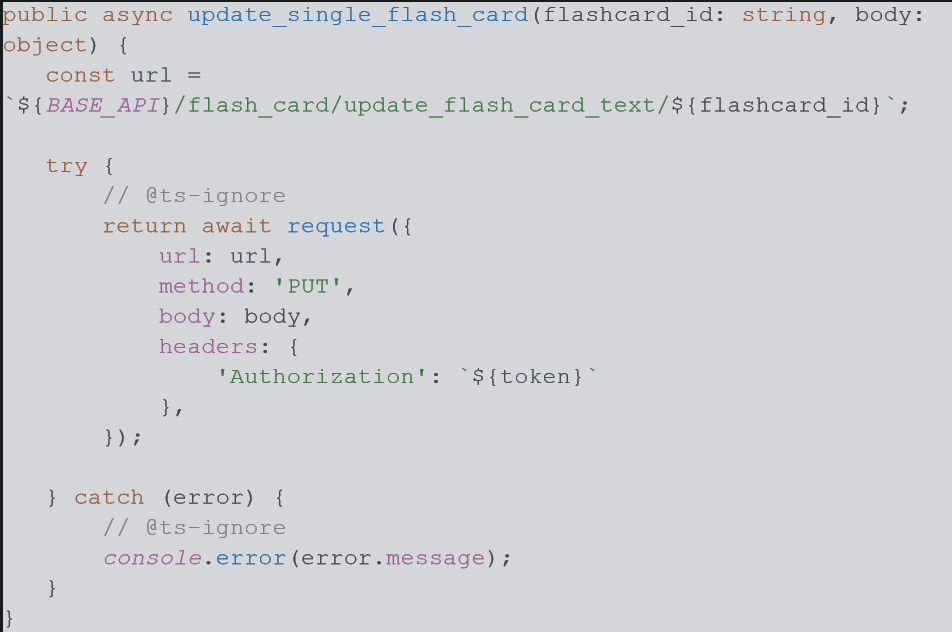 public async update_single_flash_card(flashcard_id: string, body:
object) {
   const url =
`${BASE_API}/flash_card/update_flash_card_text/${flashcard_id}`;

   try {
       // @ts-ignore
       return await request({
           url: url,
           method: 'PUT',
           body: body,
           headers: {
               'Authorization': `${token}`
           },
       });

   } catch (error) {
       // @ts-ignore
       console.error(error.message);
   }
}